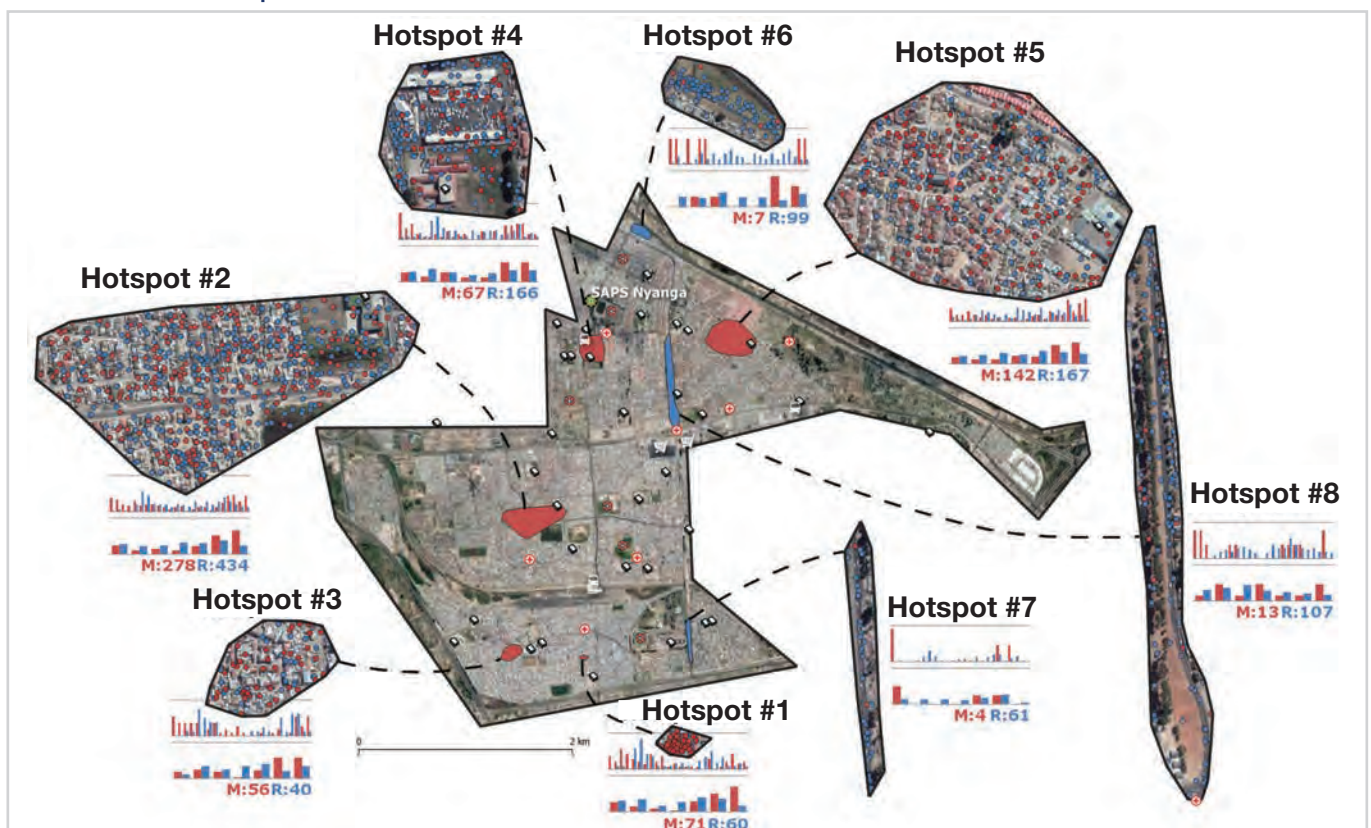 Hotspot #4
Hotspot #6
Hotspot #5
M:7 R:99
M:67 R:166
Hotspot #2
SAPS Nyanga
M:142 R:167
M:278 R:434
Hotspot #8
M:13 R:107
Hotspot #3
Hotspot #7
M:4 R:61
Hotspot #1
0
2 km
M:56 R:40
M:71 R:60